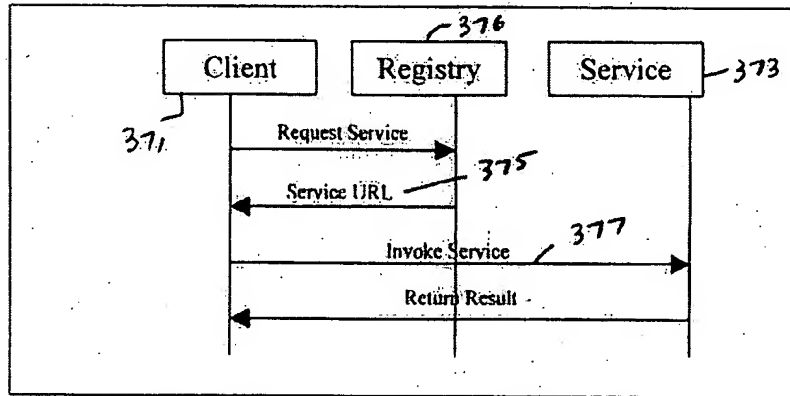 376
Client Registry Service
373
371
Request Service
375
Service URL
377
Invoke Service
Return Result